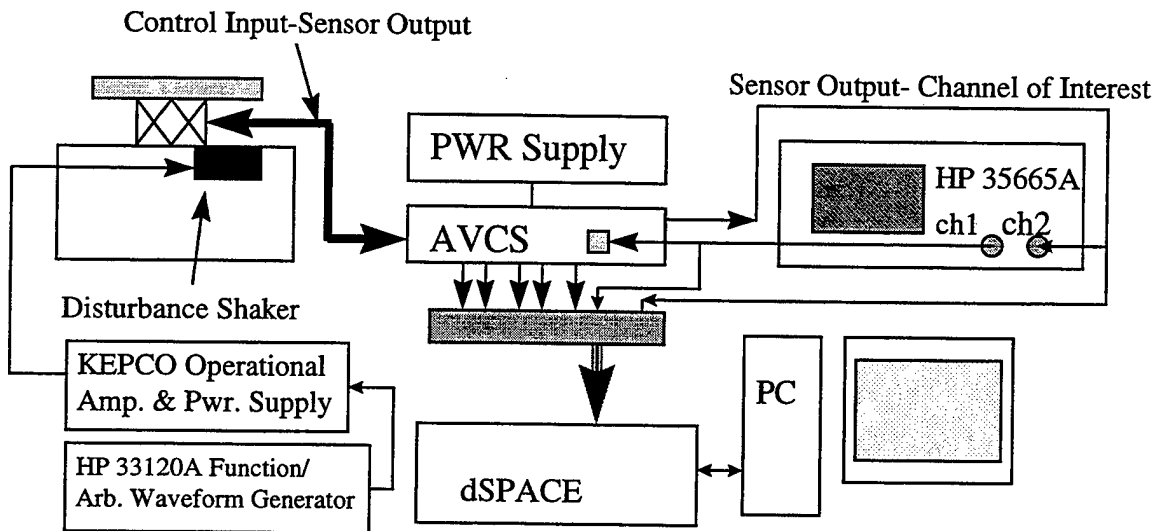 Control Input-Sensor Output
Sensor Output- Channel of Interest
PWR Supply
HP 35665A
ch1 ch2
AVCS
Disturbance Shaker
KEPCO Operational
Amp. & Pwr. Supply
PC
HP 33120A Function/
Arb. Waveform Generator
dSPACE